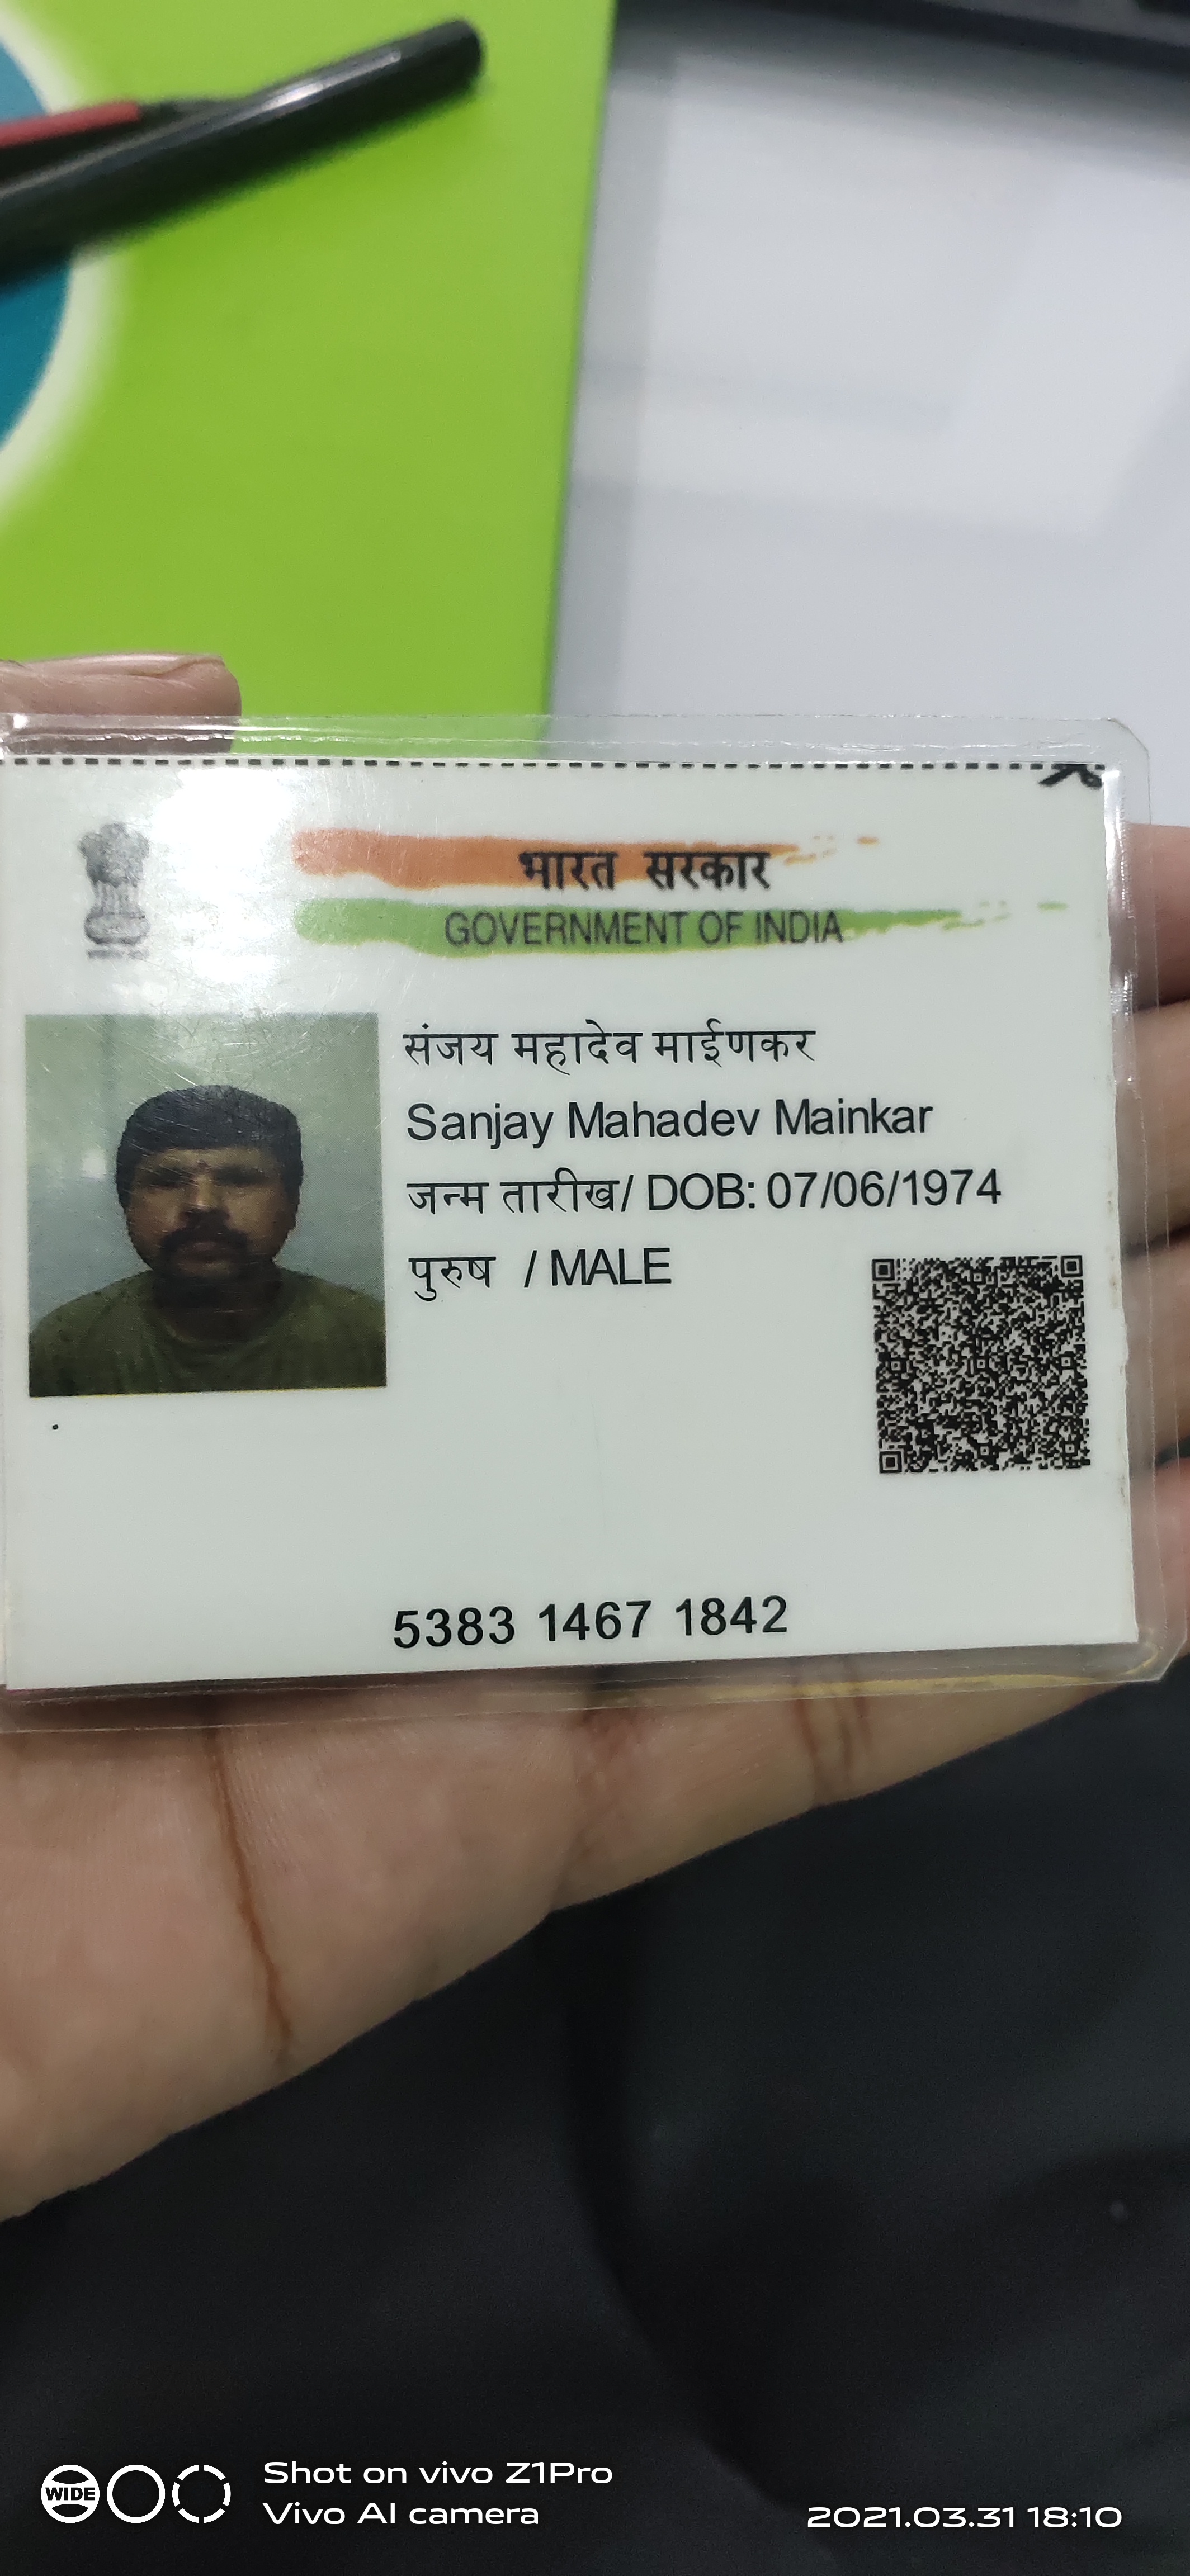 भारत सरकार
GOVERNMENT OF INDIA
संजय महादेव माईणकर
Sanjay Mahadev Mainkar
जन्म तारीख/ DOB: 07/06/1974
पुरुष / MALE
5383 1467 1842
WIDE
Shot on vivo Z1Pro
Vivo AI camera
2021.03.31 18:10